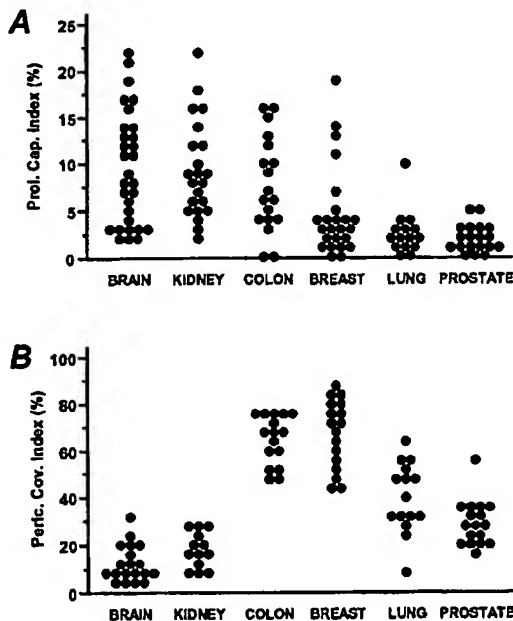 A
Prol. Cap. Index (%)
25
20
15
10
5
0
BRAIN KIDNEY COLON BREAST LUNG PROSTATE
B
Peric. Cov. Index (%)
100
80
60
40
20
0
BRAIN KIDNEY COLON BREAST LUNG PROSTATE